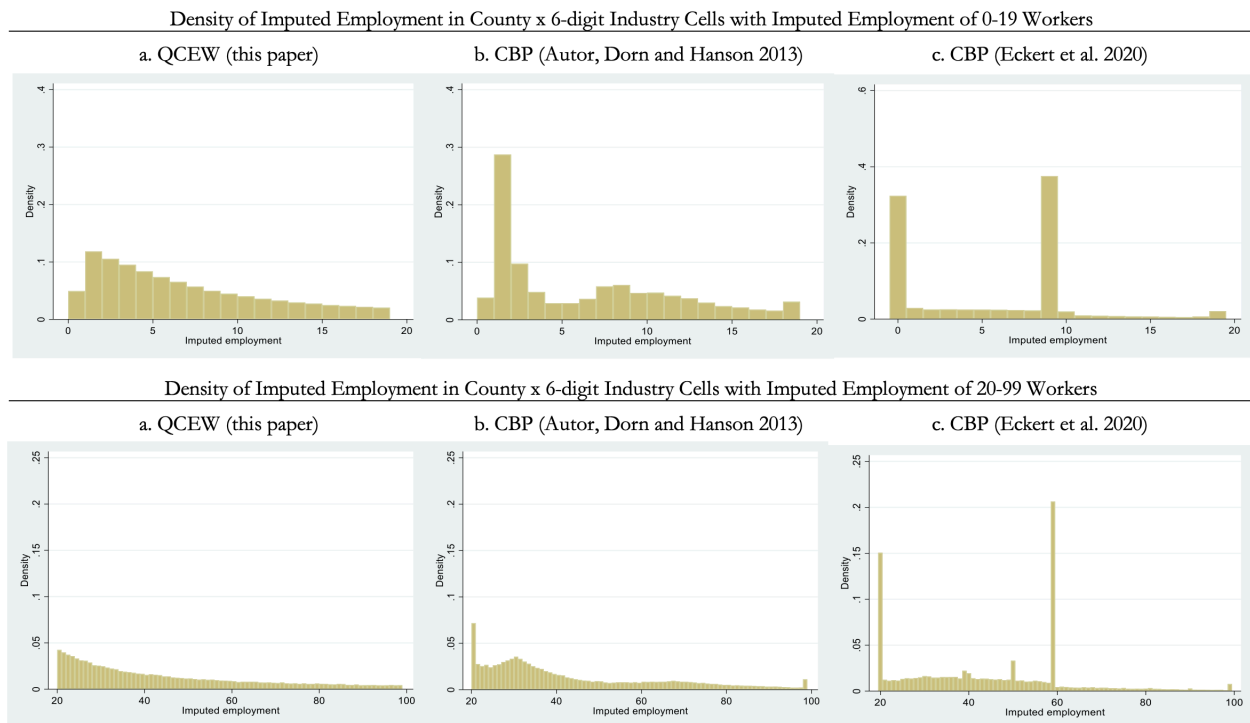 Density of Imputed Employment in County x 6-digit Industry Cells with Imputed Employment of 0-19 Workers
a. QCEW (this paper)
b. CBP (Autor, Dorn and Hanson 2013)
c. CBP (Eckert et al. 2020)
.4
.3
.2
.1
0
Density
0 5 10 15 20
Imputed employment
.4
.3
.2
.1
0
Density
0 5 10 15 20
Imputed employment
.6
.4
.2
0
Density
0 5 10 15 20
Imputed employment
Density of Imputed Employment in County x 6-digit Industry Cells with Imputed Employment of 20-99 Workers
a. QCEW (this paper)
b. CBP (Autor, Dorn and Hanson 2013)
c. CBP (Eckert et al. 2020)
.25
.2
.15
.1
.05
0
Density
20 40 60 80 100
Imputed employment
.25
.2
.15
.1
.05
0
Density
20 40 60 80 100
Imputed employment
.25
.2
.15
.1
.05
0
Density
20 40 60 80 100
Imputed employment